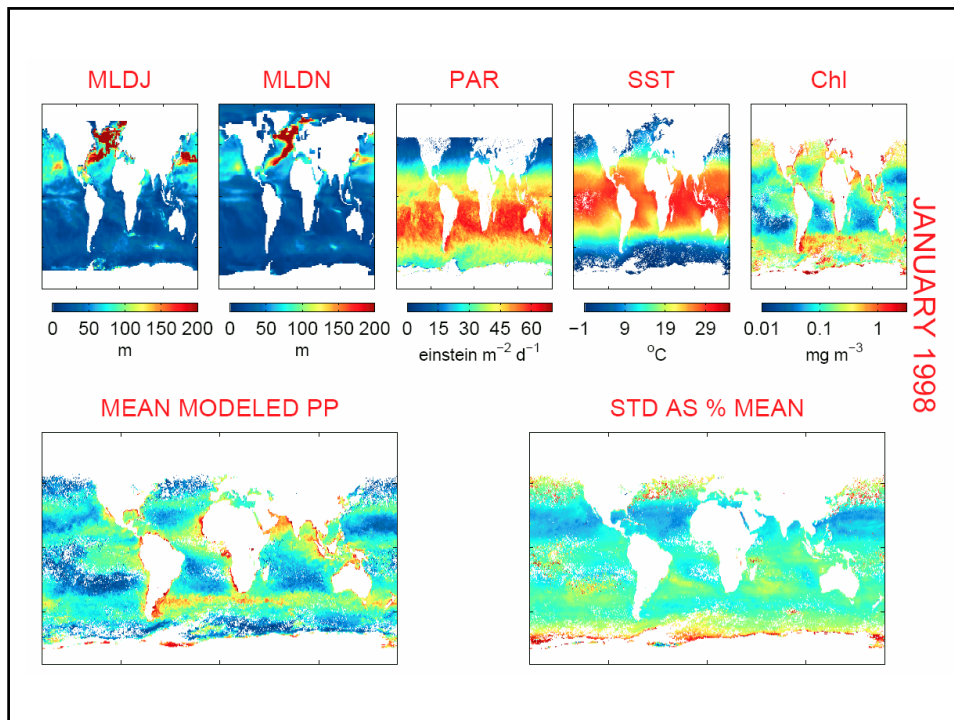 MLDJ MLDN PAR SST Chl
0 50 100 150 200 0 50 100 150 200 0 15 30 45 60 −1 9 19 29 0.01 0.1 1
m m einstein m−2 d−1 oC mg m−3
JANUARY 1998
MEAN MODELED PP STD AS % MEAN